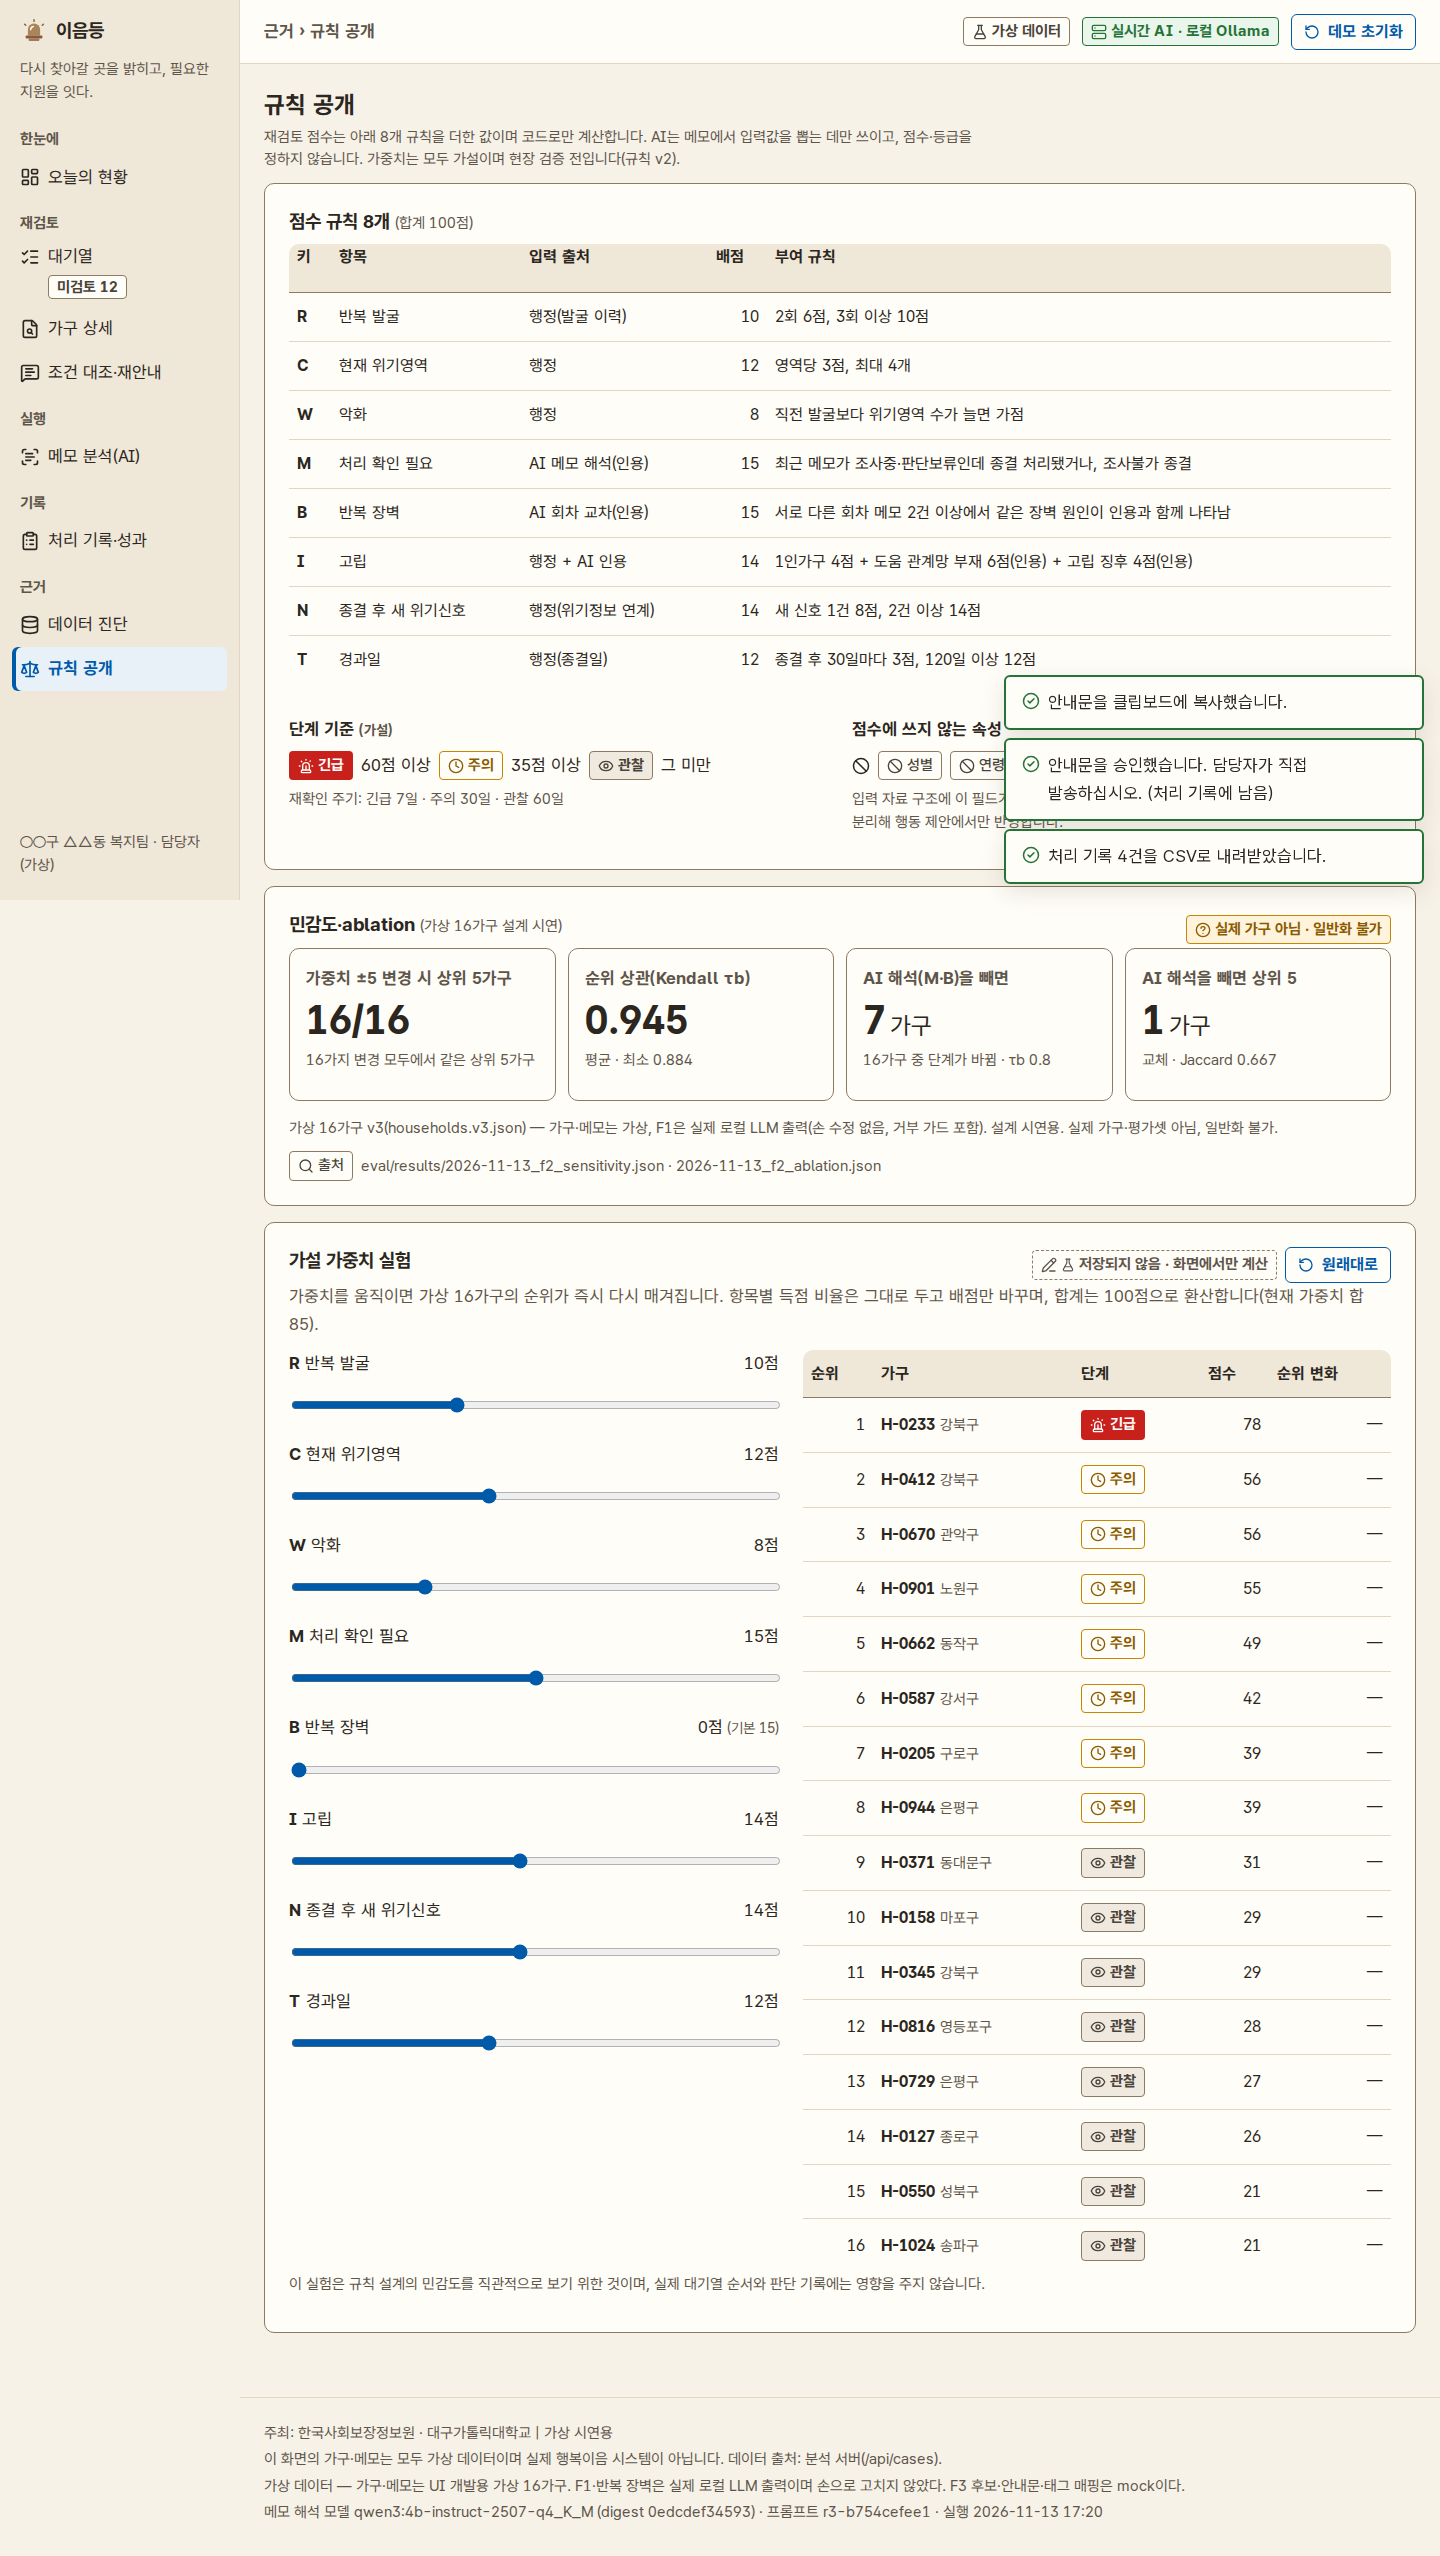 이음등
다시 찾아갈 곳을 밝히고, 필요한
지원을 잇다.
한눈에
오늘의 현황
재검토
대기열
미검토 12
가구 상세
조건 대조·재안내
실행
메모 분석(AI)
기록
처리 기록·성과
근거
데이터 진단
규칙 공개
○○구 △△동 복지팀 · 담당자
(가상)
근거 › 규칙 공개
가상 데이터
실시간 AI · 로컬 Ollama
데모 초기화
규칙 공개
재검토 점수는 아래 8개 규칙을 더한 값이며 코드로만 계산합니다. AI는 메모에서 입력값을 뽑는 데만 쓰이고, 점수·등급을
정하지 않습니다. 가중치는 모두 가설이며 현장 검증 전입니다(규칙 v2).
점수 규칙 8개 (합계 100점)
키 항목 입력 출처 배점 부여 규칙
R 반복 발굴 행정(발굴 이력) 10 2회 6점, 3회 이상 10점
C 현재 위기영역 행정 12 영역당 3점, 최대 4개
W 악화 행정 8 직전 발굴보다 위기영역 수가 늘면 가점
M 처리 확인 필요 AI 메모 해석(인용) 15 최근 메모가 조사중·판단보류인데 종결 처리됐거나, 조사불가 종결
B 반복 장벽 AI 회차 교차(인용) 15 서로 다른 회차 메모 2건 이상에서 같은 장벽 원인이 인용과 함께 나타남
I 고립 행정 + AI 인용 14 1인가구 4점 + 도움 관계망 부재 6점(인용) + 고립 징후 4점(인용)
N 종결 후 새 위기신호 행정(위기정보 연계) 14 새 신호 1건 8점, 2건 이상 14점
T 경과일 행정(종결일) 12 종결 후 30일마다 3점, 120일 이상 12점
단계 기준 (가설)
긴급 60점 이상 주의 35점 이상 관찰 그 미만
재확인 주기: 긴급 7일 · 주의 30일 · 관찰 60일
점수에 쓰지 않는 속성
성별 연령
입력 자료 구조에 이 필드
분리해 행동 제안에서만 반영합니다.
안내문을 클립보드에 복사했습니다.
안내문을 승인했습니다. 담당자가 직접
발송하십시오. (처리 기록에 남음)
처리 기록 4건을 CSV로 내려받았습니다.
민감도·ablation (가상 16가구 설계 시연)
실제 가구 아님 · 일반화 불가
가중치 ±5 변경 시 상위 5가구
16/16
16가지 변경 모두에서 같은 상위 5가구
순위 상관(Kendall τb)
0.945
평균 · 최소 0.884
AI 해석(M·B)을 빼면
7 가구
16가구 중 단계가 바뀜 · τb 0.8
AI 해석을 빼면 상위 5
1 가구
교체 · Jaccard 0.667
가상 16가구 v3(households.v3.json) — 가구·메모는 가상, F1은 실제 로컬 LLM 출력(손 수정 없음, 거부 가드 포함). 설계 시연용. 실제 가구·평가셋 아님, 일반화 불가.
출처 eval/results/2026-11-13_f2_sensitivity.json · 2026-11-13_f2_ablation.json
가설 가중치 실험
저장되지 않음 · 화면에서만 계산
원래대로
가중치를 움직이면 가상 16가구의 순위가 즉시 다시 매겨집니다. 항목별 득점 비율은 그대로 두고 배점만 바꾸며, 합계는 100점으로 환산합니다(현재 가중치 합
85).
R 반복 발굴 10점
C 현재 위기영역 12점
W 악화 8점
M 처리 확인 필요 15점
B 반복 장벽 0점 (기본 15)
I 고립 14점
N 종결 후 새 위기신호 14점
T 경과일 12점
순위 가구 단계 점수 순위 변화
1 H-0233 강북구 긴급 78 —
2 H-0412 강북구 주의 56 —
3 H-0670 관악구 주의 56 —
4 H-0901 노원구 주의 55 —
5 H-0662 동작구 주의 49 —
6 H-0587 강서구 주의 42 —
7 H-0205 구로구 주의 39 —
8 H-0944 은평구 주의 39 —
9 H-0371 동대문구 관찰 31 —
10 H-0158 마포구 관찰 29 —
11 H-0345 강북구 관찰 29 —
12 H-0816 영등포구 관찰 28 —
13 H-0729 은평구 관찰 27 —
14 H-0127 종로구 관찰 26 —
15 H-0550 성북구 관찰 21 —
16 H-1024 송파구 관찰 21 —
이 실험은 규칙 설계의 민감도를 직관적으로 보기 위한 것이며, 실제 대기열 순서와 판단 기록에는 영향을 주지 않습니다.
주최: 한국사회보장정보원 · 대구가톨릭대학교 | 가상 시연용
이 화면의 가구·메모는 모두 가상 데이터이며 실제 행복이음 시스템이 아닙니다. 데이터 출처: 분석 서버(/api/cases).
가상 데이터 — 가구·메모는 UI 개발용 가상 16가구. F1·반복 장벽은 실제 로컬 LLM 출력이며 손으로 고치지 않았다. F3 후보·안내문·태그 매핑은 mock이다.
메모 해석 모델 qwen3:4b-instruct-2507-q4_K_M (digest 0edcdef34593) · 프롬프트 r3-b754cefee1 · 실행 2026-11-13 17:20